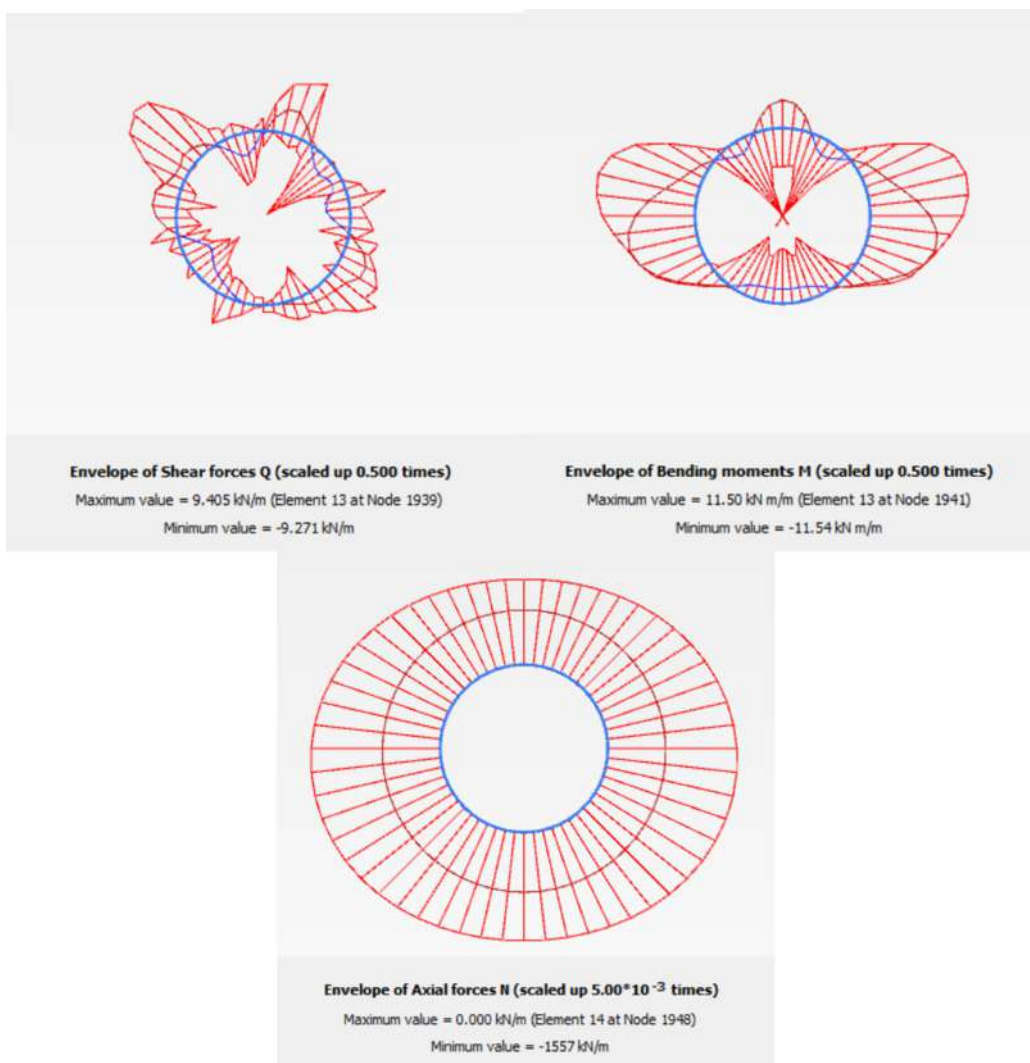 Envelope of Shear forces Q (scaled up 0.500 times)
Maximum value = 9.405 kN/m (Element 13 at Node 1939)
Minimum value = -9.271 kN/m
Envelope of Bending moments M (scaled up 0.500 times)
Maximum value = 11.50 kN m/m (Element 13 at Node 1941)
Minimum value = -11.54 kN m/m
Envelope of Axial forces N (scaled up 5.00*10⁻³ times)
Maximum value = 0.000 kN/m (Element 14 at Node 1948)
Minimum value = -1557 kN/m